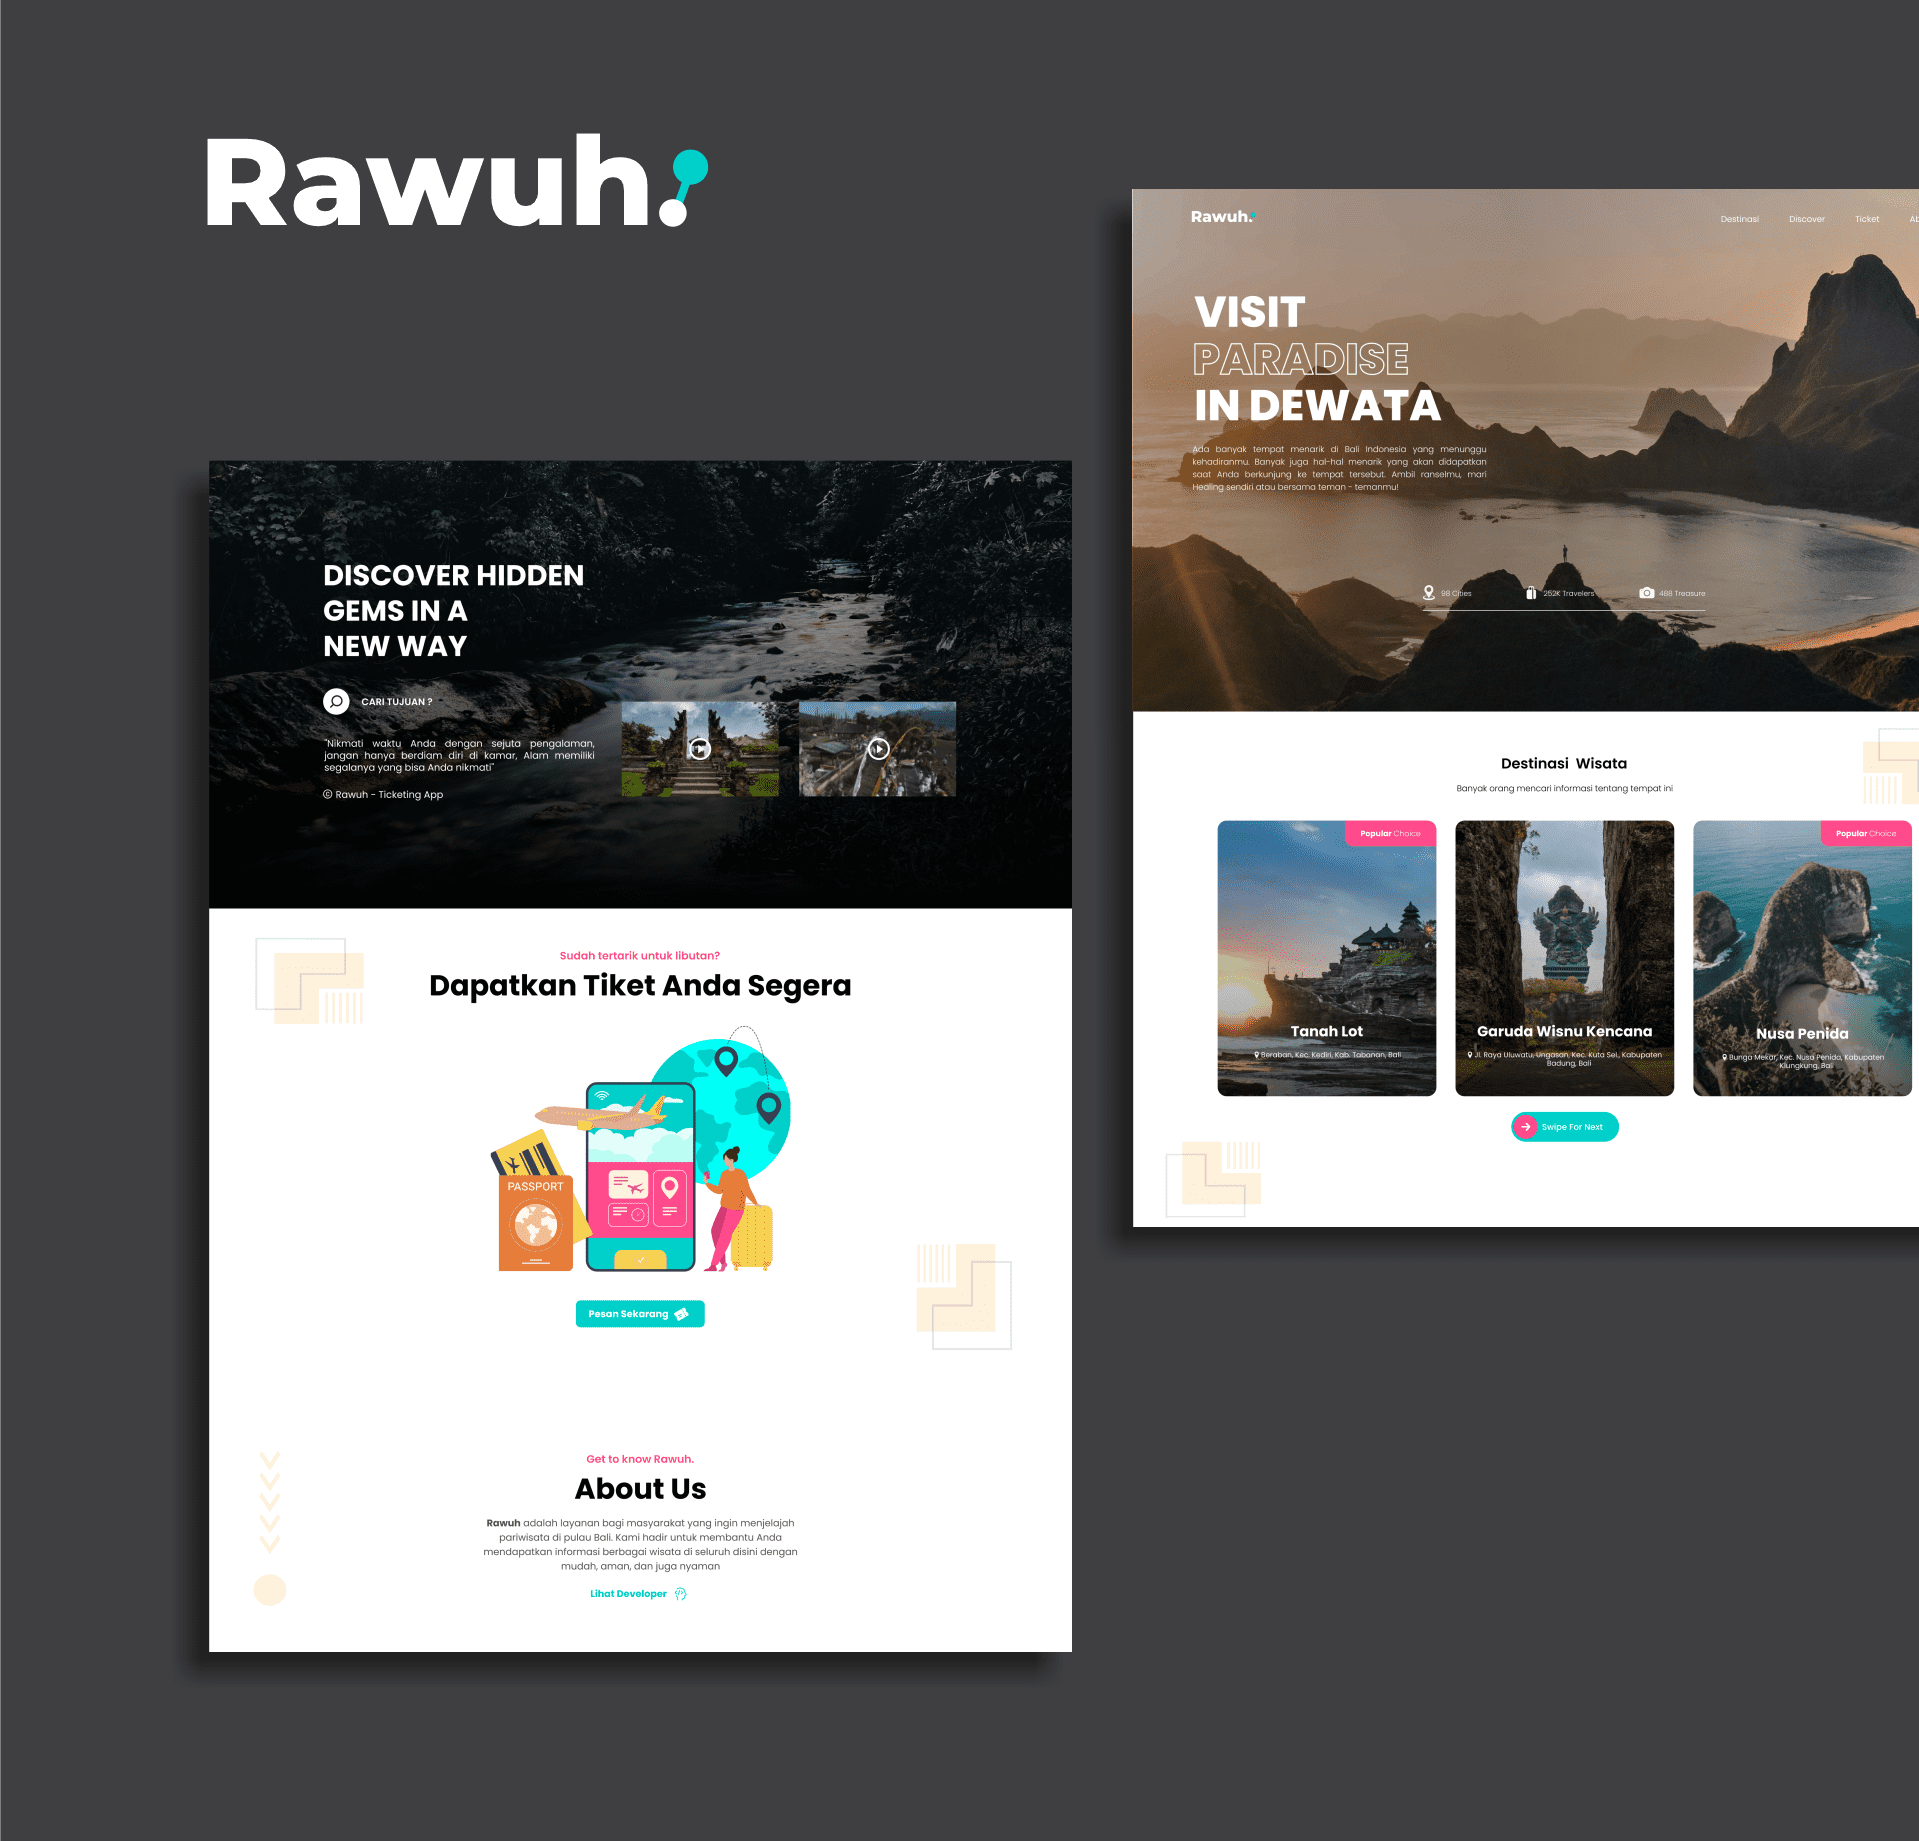 Rawuh.
DISCOVER HIDDEN
GEMS IN A
NEW WAY
CARI TUJUAN ?
"Nikmati waktu Anda dengan sejuta pengalaman,
jangan hanya berdiam diri di kamar, Alam memiliki
segalanya yang bisa Anda nikmati"
© Rawuh - Ticketing App
Sudah tertarik untuk libutan?
Dapatkan Tiket Anda Segera
PASSPORT
Pesan Sekarang
Get to know Rawuh.
About Us
Rawuh adalah layanan bagi masyarakat yang ingin menjelajah
pariwisata di pulau Bali. Kami hadir untuk membantu Anda
mendapatkan informasi berbagai wisata di seluruh disini dengan
mudah, aman, dan juga nyaman
Lihat Developer
Rawuh.
Destinasi Discover Ticket Ab
VISIT
PARADISE
IN DEWATA
Ada banyak tempat menarik di Bali Indonesia yang menunggu
kehadiranmu. Banyak juga hal-hal menarik yang akan didapatkan
saat Anda berkunjung ke tempat tersebut. Ambil ranselmu, mari
Healing sendiri atau bersama teman - temanmu!
98 Cities 252K Travelers 488 Treasure
Destinasi Wisata
Banyak orang mencari informasi tentang tempat ini
Popular Choice
Tanah Lot
Beraban, Kec. Kediri, Kab. Tabanan, Bali
Garuda Wisnu Kencana
Jl. Raya Uluwatu, Ungasan, Kec. Kuta Sel., Kabupaten
Badung, Bali
Popular Choice
Nusa Penida
Bunga Mekar, Kec. Nusa Penida, Kabupaten
Klungkung, Bali
Swipe For Next